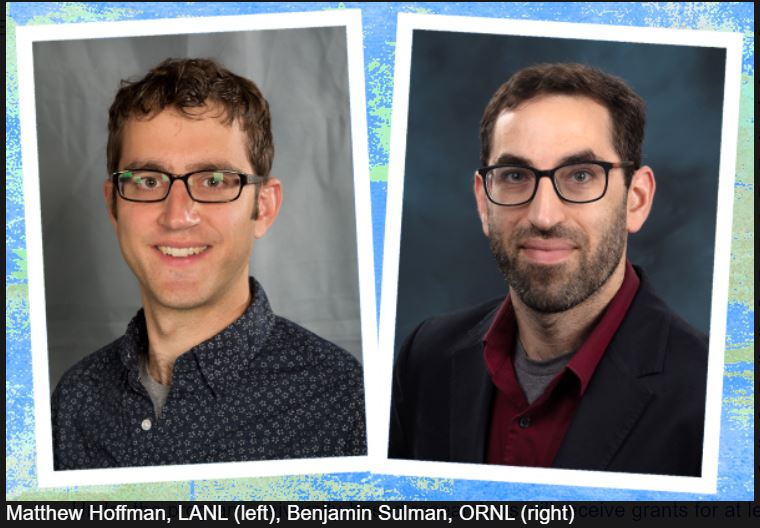 Matthew Hoffman, LANL (left), Benjamin Sulman, ORNL (right)
ceive grants for at le